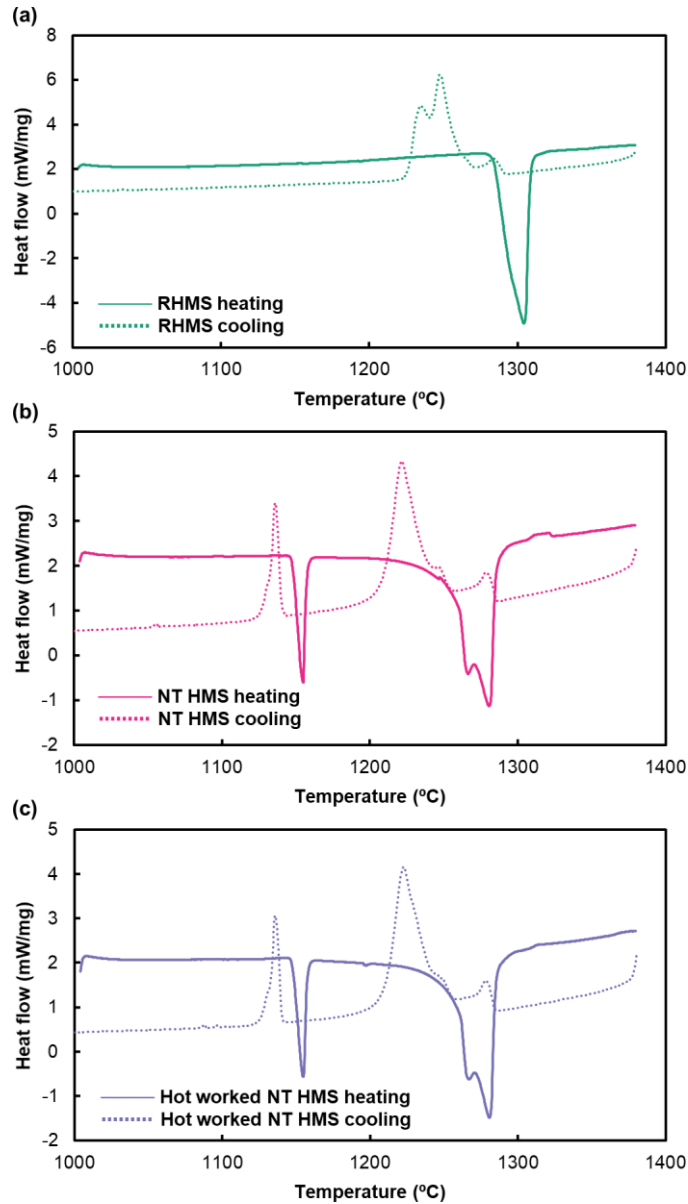 (a)
8
6
4
2
0
-2
-4
-6
Heat flow (mW/mg)
RHMS heating
RHMS cooling
1000 1100 1200 1300 1400
Temperature (ºC)
(b)
5
4
3
2
1
0
-1
-2
Heat flow (mW/mg)
NT HMS heating
NT HMS cooling
1000 1100 1200 1300 1400
Temperature (ºC)
(c)
5
4
3
2
1
0
-1
-2
Heat flow (mW/mg)
Hot worked NT HMS heating
Hot worked NT HMS cooling
1000 1100 1200 1300 1400
Temperature (ºC)